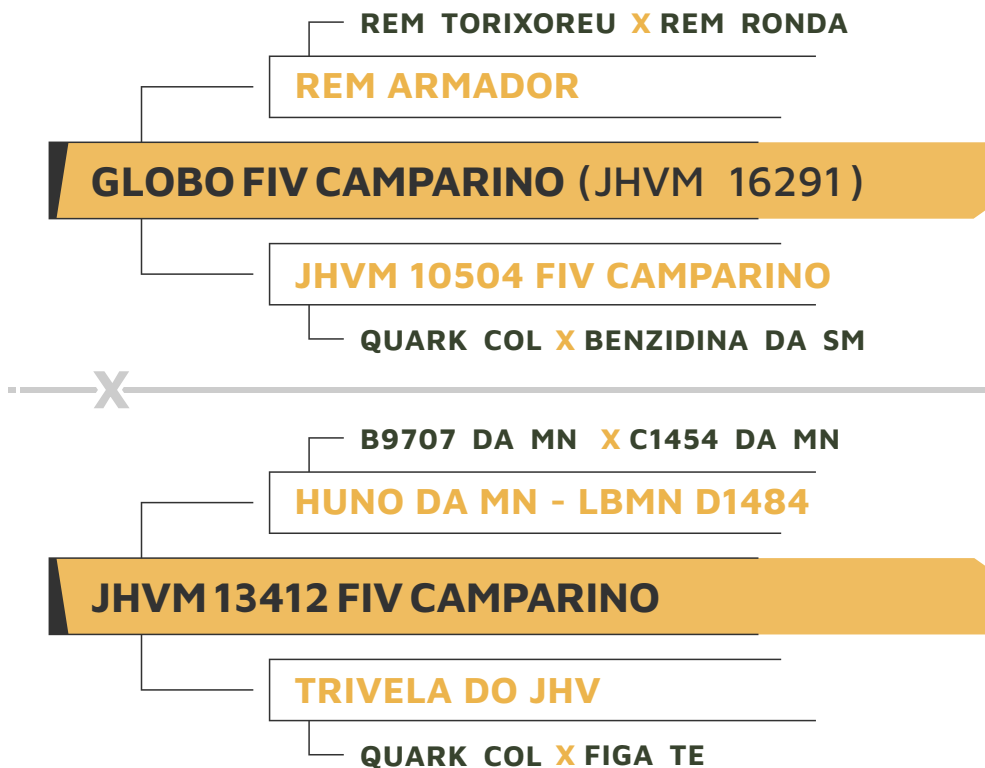 REM TORIXOREU X REM RONDA
REM ARMADOR
GLOBO FIV CAMPARINO (JHVM 16291)
JHVM 10504 FIV CAMPARINO
QUARK COL X BENZIDINA DA SM
X
B9707 DA MN X C1454 DA MN
HUNO DA MN - LBMN D1484
JHVM 13412 FIV CAMPARINO
TRIVELA DO JHV
QUARK COL X FIGA TE